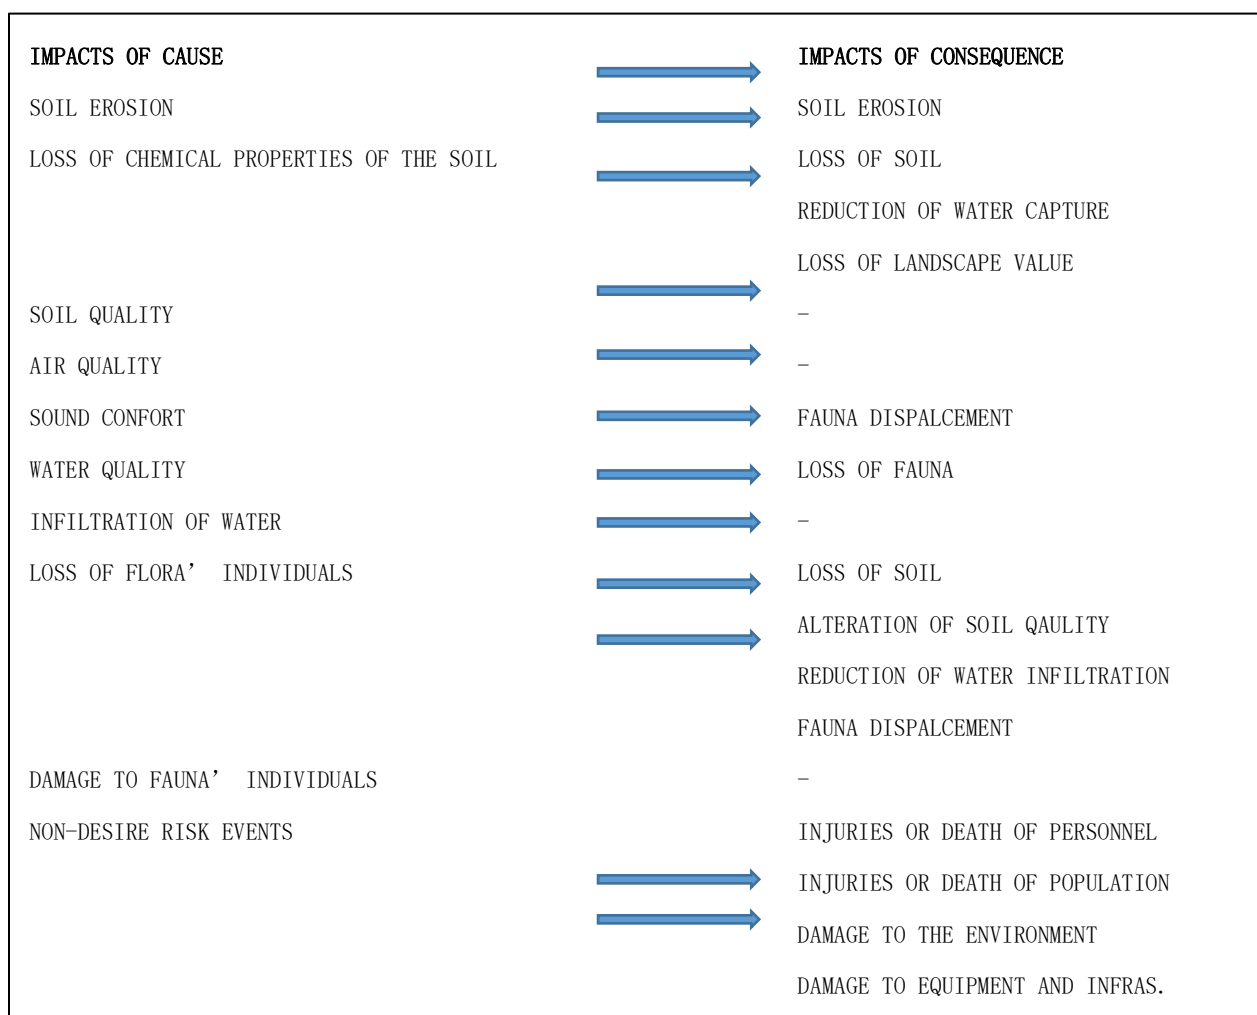 IMPACTS OF CAUSE IMPACTS OF CONSEQUENCE
SOIL EROSION SOIL EROSION
LOSS OF CHEMICAL PROPERTIES OF THE SOIL LOSS OF SOIL
REDUCTION OF WATER CAPTURE
LOSS OF LANDSCAPE VALUE
SOIL QUALITY –
AIR QUALITY –
SOUND CONFORT FAUNA DISPALCEMENT
WATER QUALITY LOSS OF FAUNA
INFILTRATION OF WATER –
LOSS OF FLORA’ INDIVIDUALS LOSS OF SOIL
ALTERATION OF SOIL QAULITY
REDUCTION OF WATER INFILTRATION
FAUNA DISPALCEMENT
DAMAGE TO FAUNA’ INDIVIDUALS –
NON-DESIRE RISK EVENTS INJURIES OR DEATH OF PERSONNEL
INJURIES OR DEATH OF POPULATION
DAMAGE TO THE ENVIRONMENT
DAMAGE TO EQUIPMENT AND INFRAS.